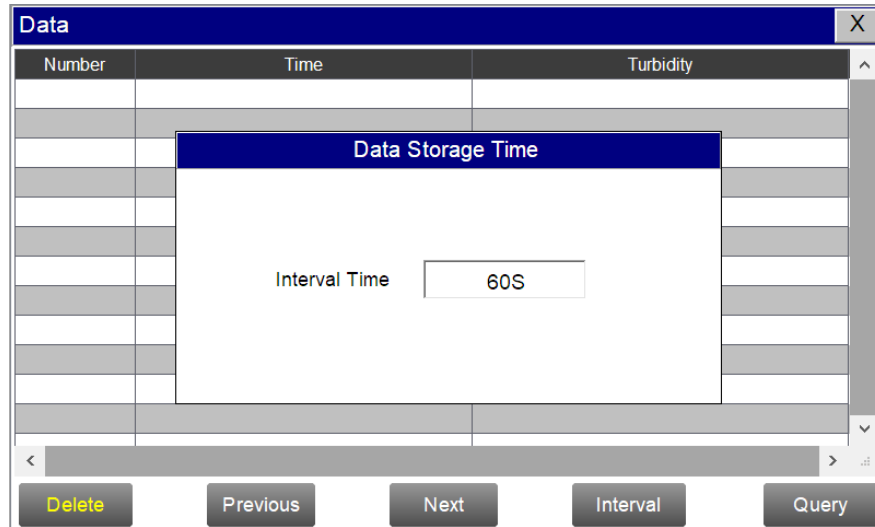 Data X
Number Time Turbidity
Data Storage Time
Interval Time 60S
Delete Previous Next Interval Query